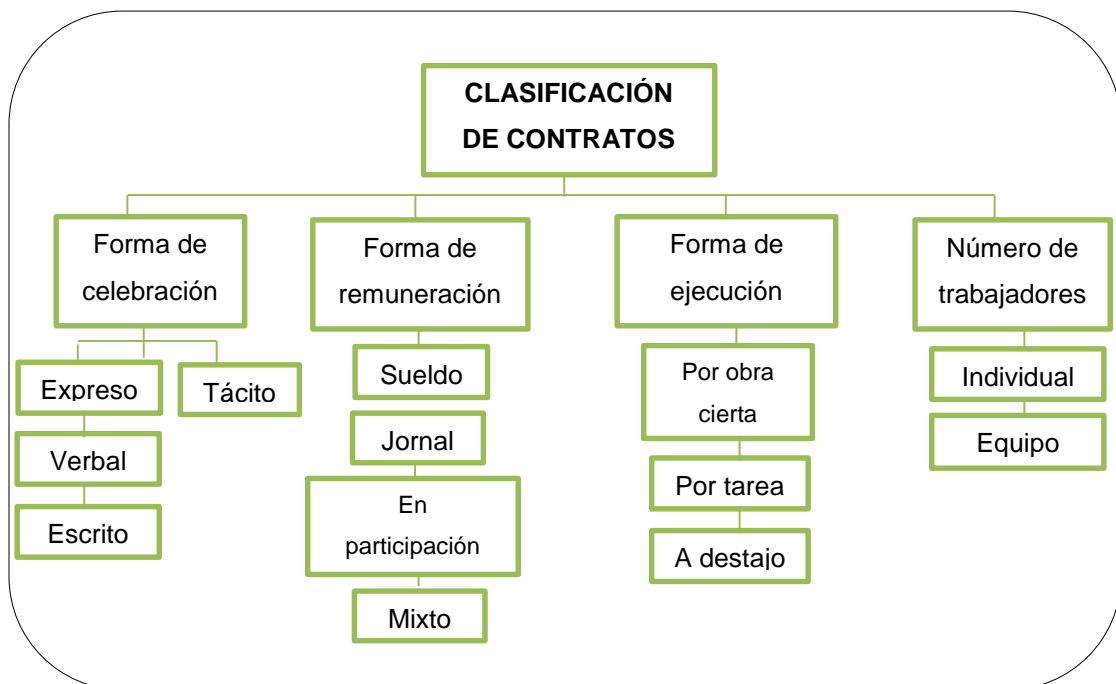 CLASIFICACIÓN
DE CONTRATOS
Forma de
celebración
Expreso
Tácito
Verbal
Escrito
Forma de
remuneración
Sueldo
Jornal
En
participación
Mixto
Forma de
ejecución
Por obra
cierta
Por tarea
A destajo
Número de
trabajadores
Individual
Equipo